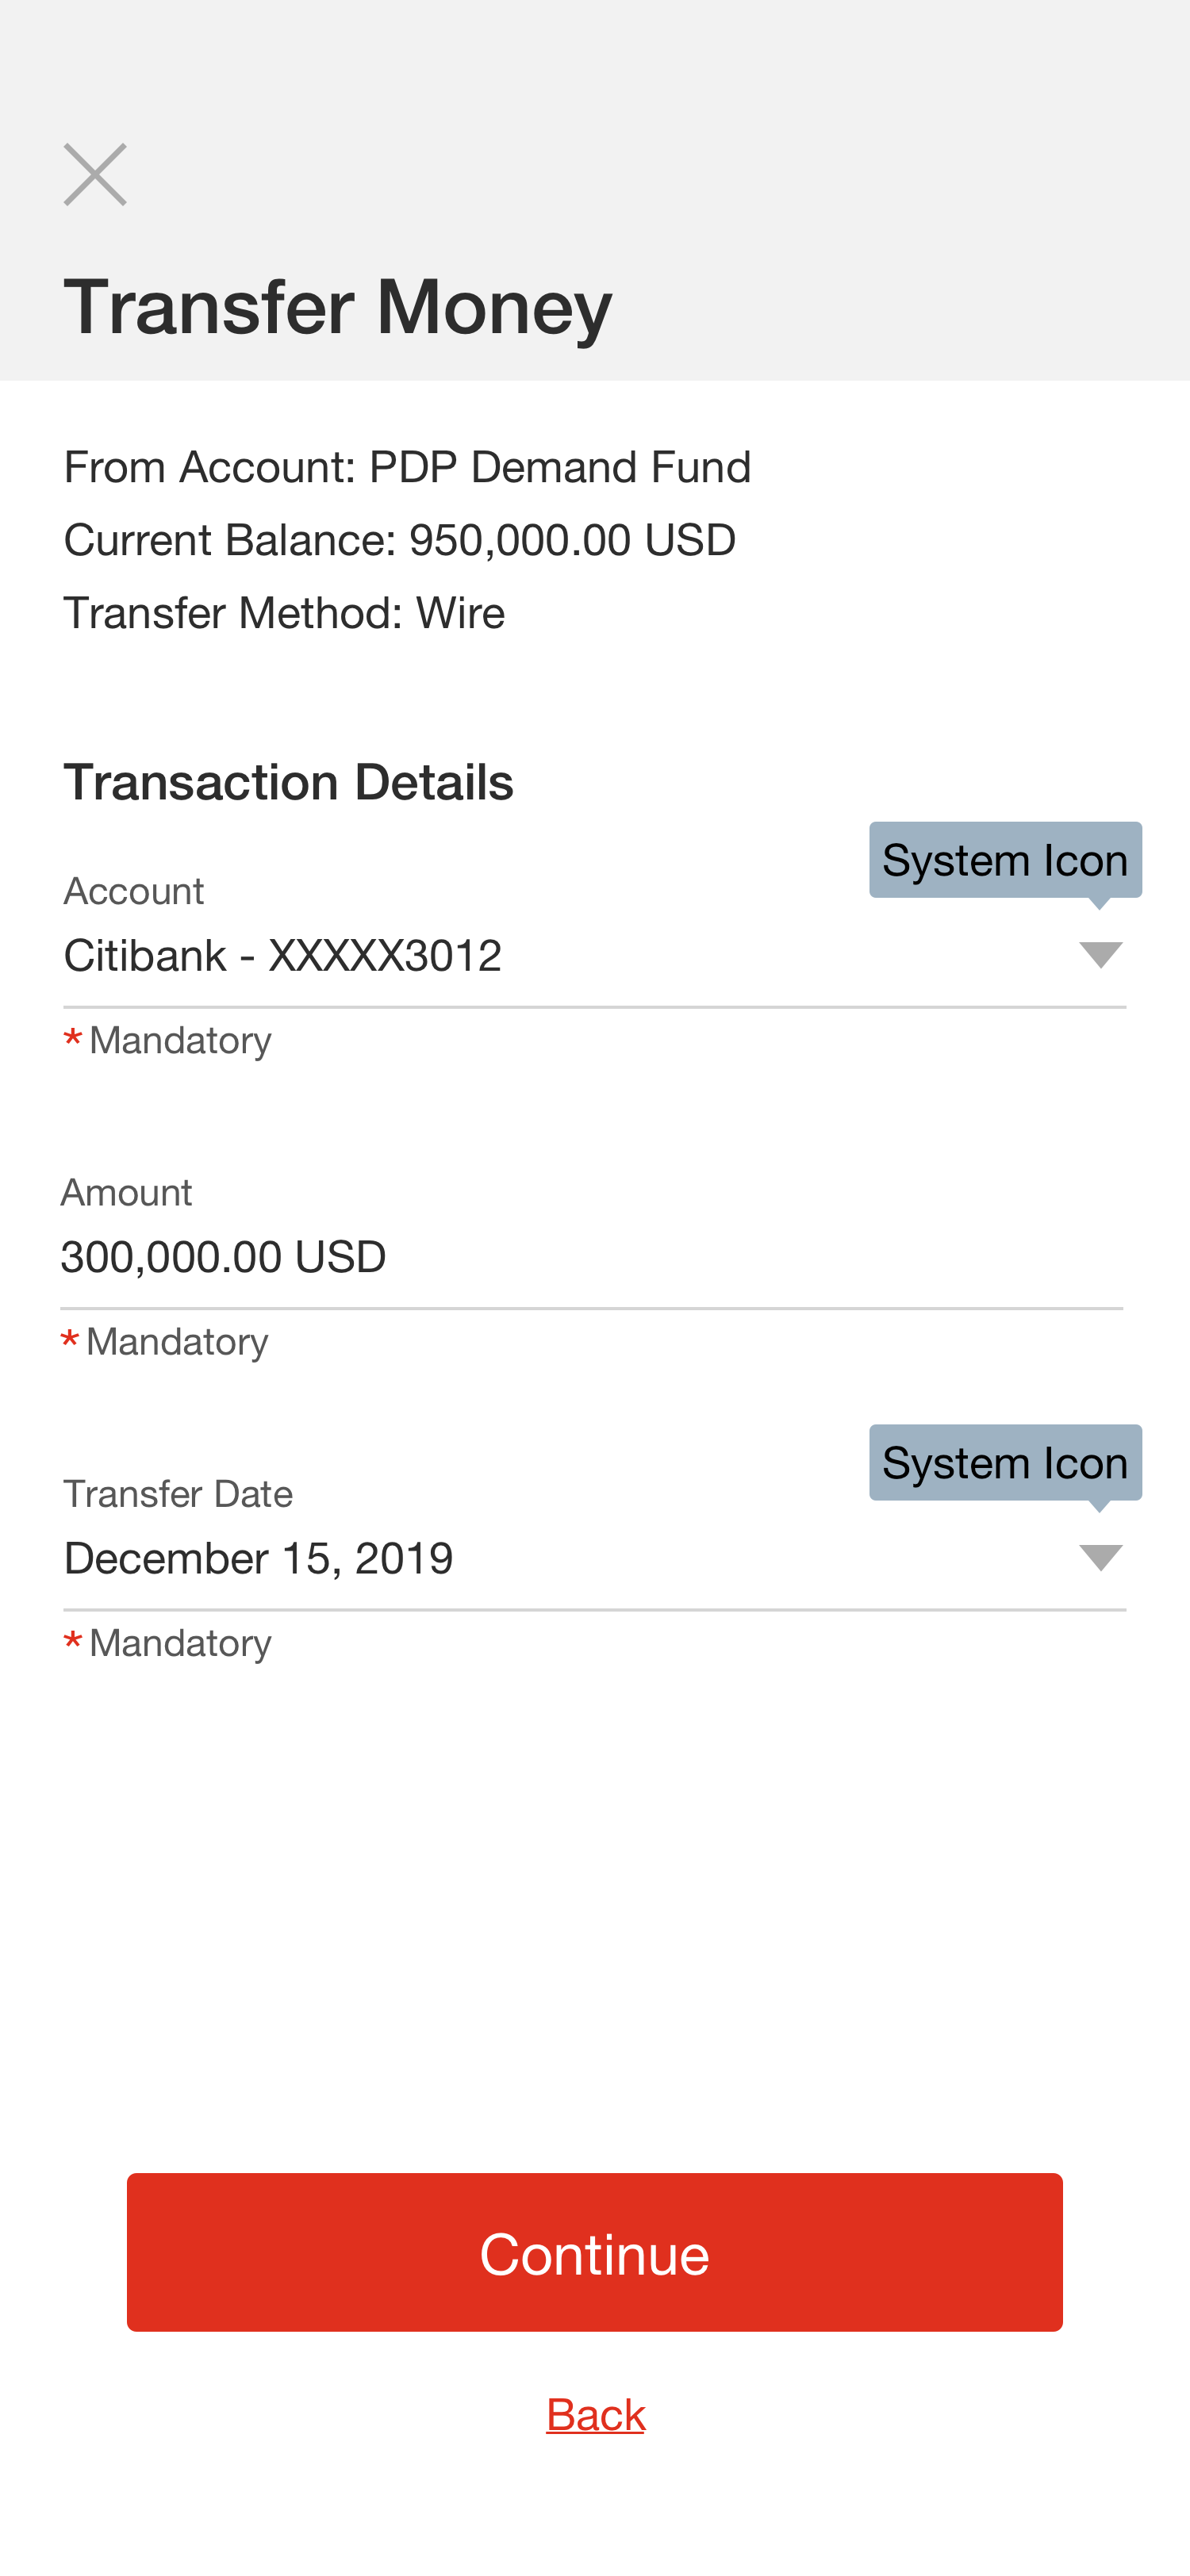 Transfer Money
From Account: PDP Demand Fund
Current Balance: 950,000.00 USD
Transfer Method: Wire
Transaction Details
System Icon
Account
Citibank - XXXXX3012
* Mandatory
Amount
300,000.00 USD
* Mandatory
System Icon
Transfer Date
December 15, 2019
* Mandatory
Continue
Back